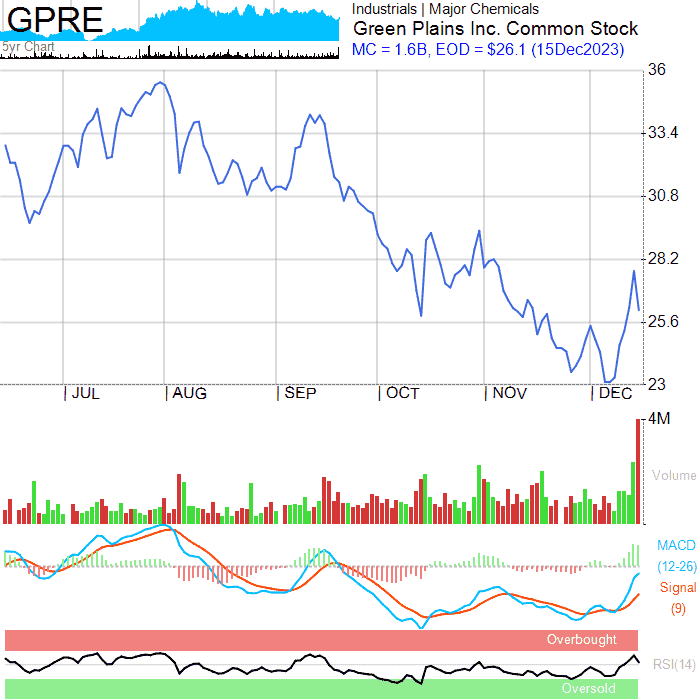 GPRE
5yr Chart
Industrials | Major Chemicals
Green Plains Inc. Common Stock
MC = 1.6B, EOD = $26.1 (15Dec2023)
36
33.4
30.8
28.2
25.6
23
JUL AUG SEP OCT NOV DEC
4M
Volume
MACD
(12-26)
Signal
(9)
Overbought
RSI(14)
Oversold